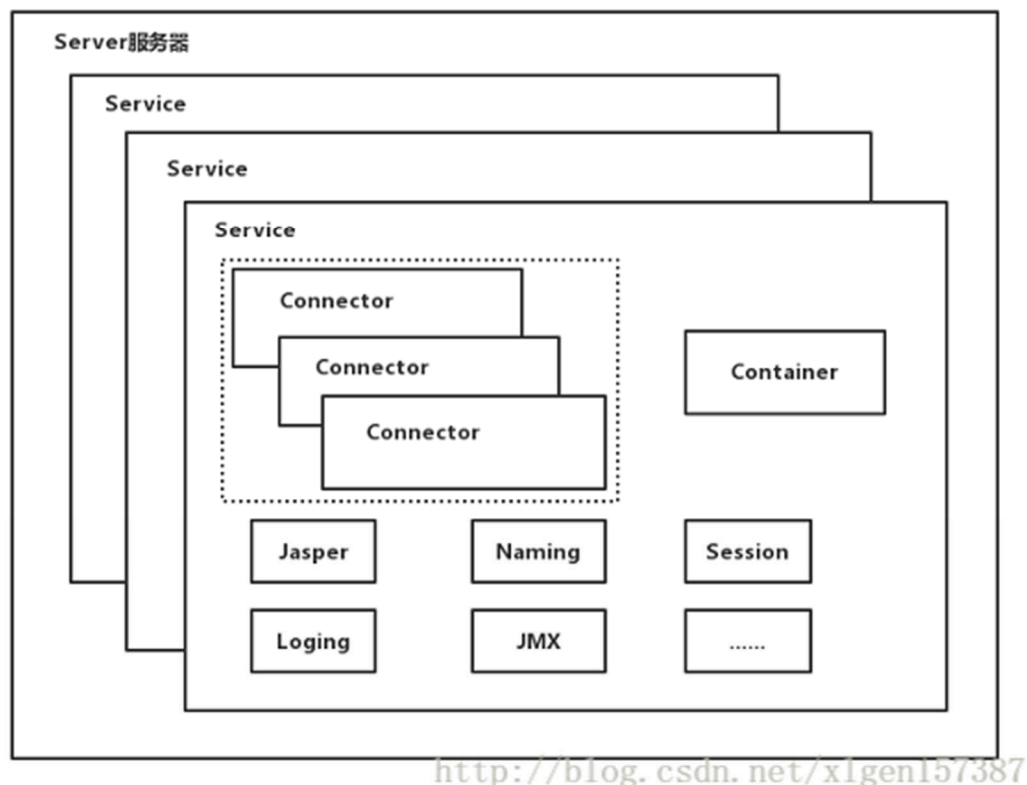 Server服务器
Service
Service
Service
Connector
Connector
Container
Connector
Jasper
Naming
Session
Loging
JMX
......
http://blog.csdn.net/xlgen157387